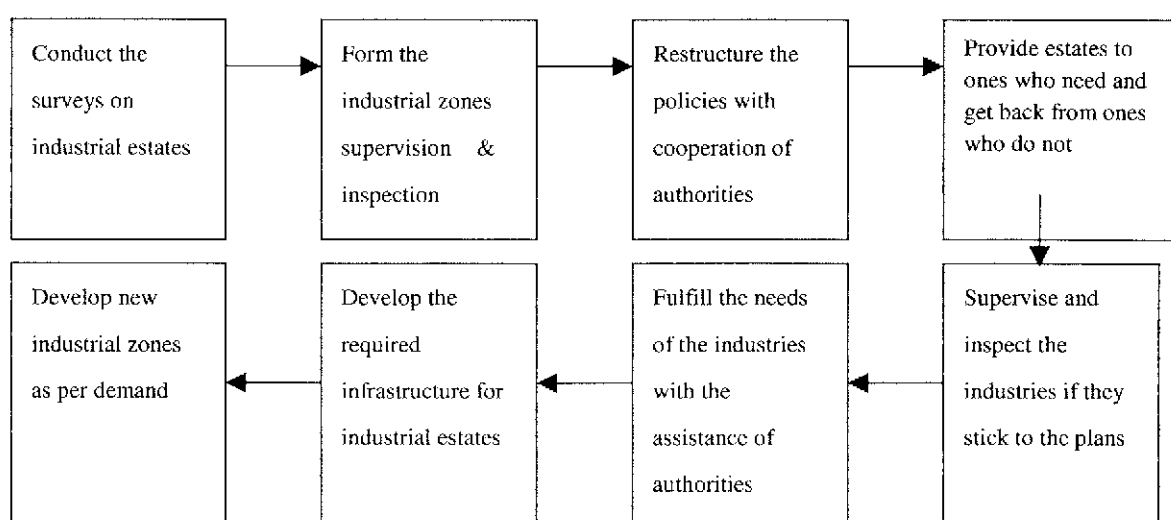 Conduct the
surveys on
industrial estates
Form the
industrial zones
supervision &
inspection
Restructure the
policies with
cooperation of
authorities
Provide estates to
ones who need and
get back from ones
who do not
Supervise and
inspect the
industries if they
stick to the plans
Fulfill the needs
of the industries
with the
assistance of
authorities
Develop the
required
infrastructure for
industrial estates
Develop new
industrial zones
as per demand